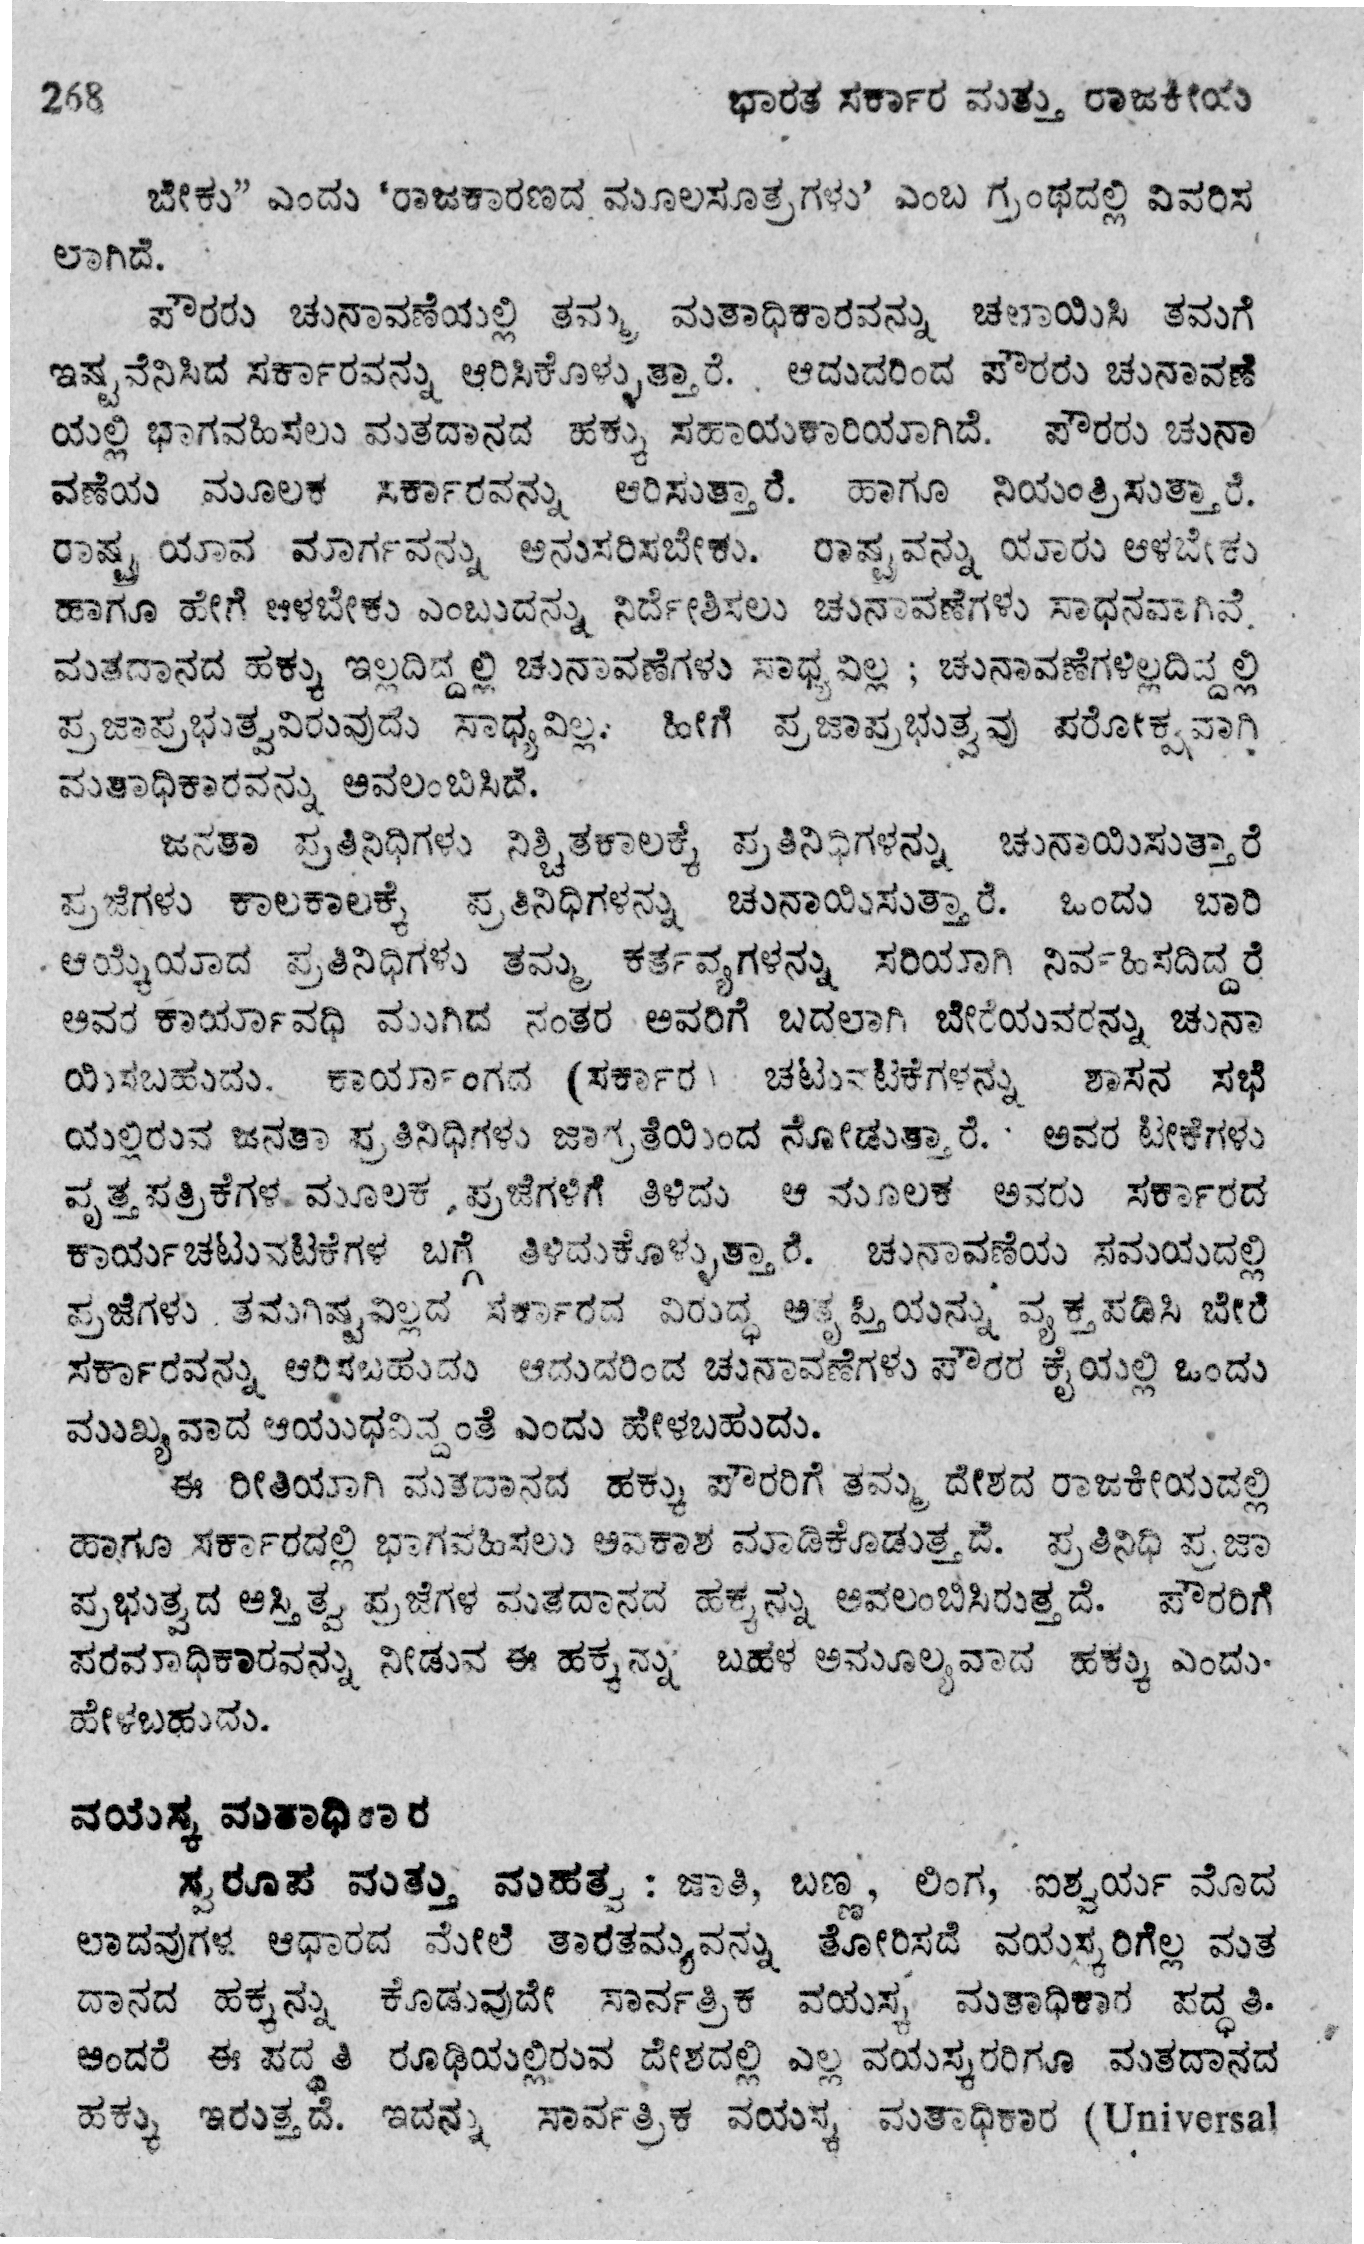 268 ಭಾರತ ಸರ್ಕಾರ ಮತ್ತು ರಾಜಕೀಯ
ಬೇಕು” ಎಂದು ‘ರಾಜಕಾರಣದ ಮೂಲಸೂತ್ರಗಳು’ ಎಂಬ ಗ್ರಂಥದಲ್ಲಿ ವಿವರಿಸ
ಲಾಗಿದೆ.
ಪೌರರು ಚುನಾವಣೆಯಲ್ಲಿ ತಮ್ಮ ಮತಾಧಿಕಾರವನ್ನು ಚಲಾಯಿಸಿ ತಮಗೆ
ಇಷ್ಟವೆನಿಸಿದ ಸರ್ಕಾರವನ್ನು ಆರಿಸಿಕೊಳ್ಳುತ್ತಾರೆ. ಆದುದರಿಂದ ಪೌರರು ಚುನಾವಣೆ
ಯಲ್ಲಿ ಭಾಗವಹಿಸಲು ಮತದಾನದ ಹಕ್ಕು ಸಹಾಯಕಾರಿಯಾಗಿದೆ. ಪೌರರು ಚುನಾ
ವಣೆಯ ಮೂಲಕ ಸರ್ಕಾರವನ್ನು ಆರಿಸುತ್ತಾರೆ. ಹಾಗೂ ನಿಯಂತ್ರಿಸುತ್ತಾರೆ.
ರಾಷ್ಟ್ರ ಯಾವ ಮಾರ್ಗವನ್ನು ಅನುಸರಿಸಬೇಕು. ರಾಷ್ಟ್ರವನ್ನು ಯಾರು ಆಳಬೇಕು
ಹಾಗೂ ಹೇಗೆ ಆಳಬೇಕು ಎಂಬುದನ್ನು ನಿರ್ದೇಶಿಸಲು ಚುನಾವಣೆಗಳು ಸಾಧನವಾಗಿವೆ.
ಮತದಾನದ ಹಕ್ಕು ಇಲ್ಲದಿದ್ದಲ್ಲಿ ಚುನಾವಣೆಗಳು ಸಾಧ್ಯವಿಲ್ಲ ; ಚುನಾವಣೆಗಳಿಲ್ಲದಿದ್ದಲ್ಲಿ
ಪ್ರಜಾಪ್ರಭುತ್ವವಿರುವುದು ಸಾಧ್ಯವಿಲ್ಲ. ಹೀಗೆ ಪ್ರಜಾಪ್ರಭುತ್ವವು ಪರೋಕ್ಷವಾಗಿ
ಮತಾಧಿಕಾರವನ್ನು ಅವಲಂಬಿಸಿದೆ.
ಜನತಾ ಪ್ರತಿನಿಧಿಗಳು ನಿಶ್ಚಿತಕಾಲಕ್ಕೆ ಪ್ರತಿನಿಧಿಗಳನ್ನು ಚುನಾಯಿಸುತ್ತಾರೆ
ಪ್ರಜೆಗಳು ಕಾಲಕಾಲಕ್ಕೆ ಪ್ರತಿನಿಧಿಗಳನ್ನು ಚುನಾಯಿಸುತ್ತಾರೆ. ಒಂದು ಬಾರಿ
ಆಯ್ಕೆಯಾದ ಪ್ರತಿನಿಧಿಗಳು ತಮ್ಮ ಕರ್ತವ್ಯಗಳನ್ನು ಸರಿಯಾಗಿ ನಿರ್ವಹಿಸದಿದ್ದರೆ
ಅವರ ಕಾರ್ಯಾವಧಿ ಮುಗಿದ ನಂತರ ಅವರಿಗೆ ಬದಲಾಗಿ ಬೇರೆಯವರನ್ನು ಚುನಾ
ಯಿಸಬಹುದು. ಕಾರ್ಯಾಂಗದ (ಸರ್ಕಾರ) ಚಟುವಟಿಕೆಗಳನ್ನು ಶಾಸನ ಸಭೆ
ಯಲ್ಲಿರುವ ಜನತಾ ಪ್ರತಿನಿಧಿಗಳು ಜಾಗ್ರತೆಯಿಂದ ನೋಡುತ್ತಾರೆ. ಅವರ ಟೀಕೆಗಳು
ವೃತ್ತಪತ್ರಿಕೆಗಳ ಮೂಲಕ ಪ್ರಜೆಗಳಿಗೆ ತಿಳಿದು ಆ ಮೂಲಕ ಅವರು ಸರ್ಕಾರದ
ಕಾರ್ಯಚಟುವಟಿಕೆಗಳ ಬಗ್ಗೆ ತಿಳಿದುಕೊಳ್ಳುತ್ತಾರೆ. ಚುನಾವಣೆಯ ಸಮಯದಲ್ಲಿ
ಪ್ರಜೆಗಳು ತಮಗಿಷ್ಟವಿಲ್ಲದ ಸರ್ಕಾರದ ವಿರುದ್ಧ ಅತೃಪ್ತಿಯನ್ನು ವ್ಯಕ್ತಪಡಿಸಿ ಬೇರೆ
ಸರ್ಕಾರವನ್ನು ಆರಿಸಬಹುದು ಆದುದರಿಂದ ಚುನಾವಣೆಗಳು ಪೌರರ ಕೈಯಲ್ಲಿ ಒಂದು
ಮುಖ್ಯವಾದ ಆಯುಧವಿದ್ದಂತೆ ಎಂದು ಹೇಳಬಹುದು.
ಈ ರೀತಿಯಾಗಿ ಮತದಾನದ ಹಕ್ಕು ಪೌರರಿಗೆ ತಮ್ಮ ದೇಶದ ರಾಜಕೀಯದಲ್ಲಿ
ಹಾಗೂ ಸರ್ಕಾರದಲ್ಲಿ ಭಾಗವಹಿಸಲು ಅವಕಾಶ ಮಾಡಿಕೊಡುತ್ತದೆ. ಪ್ರತಿನಿಧಿ ಪ್ರಜಾ
ಪ್ರಭುತ್ವದ ಅಸ್ತಿತ್ವ ಪ್ರಜೆಗಳ ಮತದಾನದ ಹಕ್ಕನ್ನು ಅವಲಂಬಿಸಿರುತ್ತದೆ. ಪೌರರಿಗೆ
ಪರಮಾಧಿಕಾರವನ್ನು ನೀಡುವ ಈ ಹಕ್ಕನ್ನು ಬಹಳ ಅಮೂಲ್ಯವಾದ ಹಕ್ಕು ಎಂದು
ಹೇಳಬಹುದು.
ವಯಸ್ಕ ಮತಾಧಿಕಾರ
ಸ್ವರೂಪ ಮತ್ತು ಮಹತ್ವ : ಜಾತಿ, ಬಣ್ಣ, ಲಿಂಗ, ಐಶ್ವರ್ಯ ಮೊದ
ಲಾದವುಗಳ ಆಧಾರದ ಮೇಲೆ ತಾರತಮ್ಯವನ್ನು ತೋರಿಸದೆ ವಯಸ್ಕರಿಗೆಲ್ಲ ಮತ
ದಾನದ ಹಕ್ಕನ್ನು ಕೊಡುವುದೇ ಸಾರ್ವತ್ರಿಕ ವಯಸ್ಕ ಮತಾಧಿಕಾರ ಪದ್ಧತಿ.
ಅಂದರೆ ಈ ಪದ್ಧತಿ ರೂಢಿಯಲ್ಲಿರುವ ದೇಶದಲ್ಲಿ ಎಲ್ಲ ವಯಸ್ಕರರಿಗೂ ಮತದಾನದ
ಹಕ್ಕು ಇರುತ್ತದೆ. ಇದನ್ನು ಸಾರ್ವತ್ರಿಕ ವಯಸ್ಕ ಮತಾಧಿಕಾರ (Universal